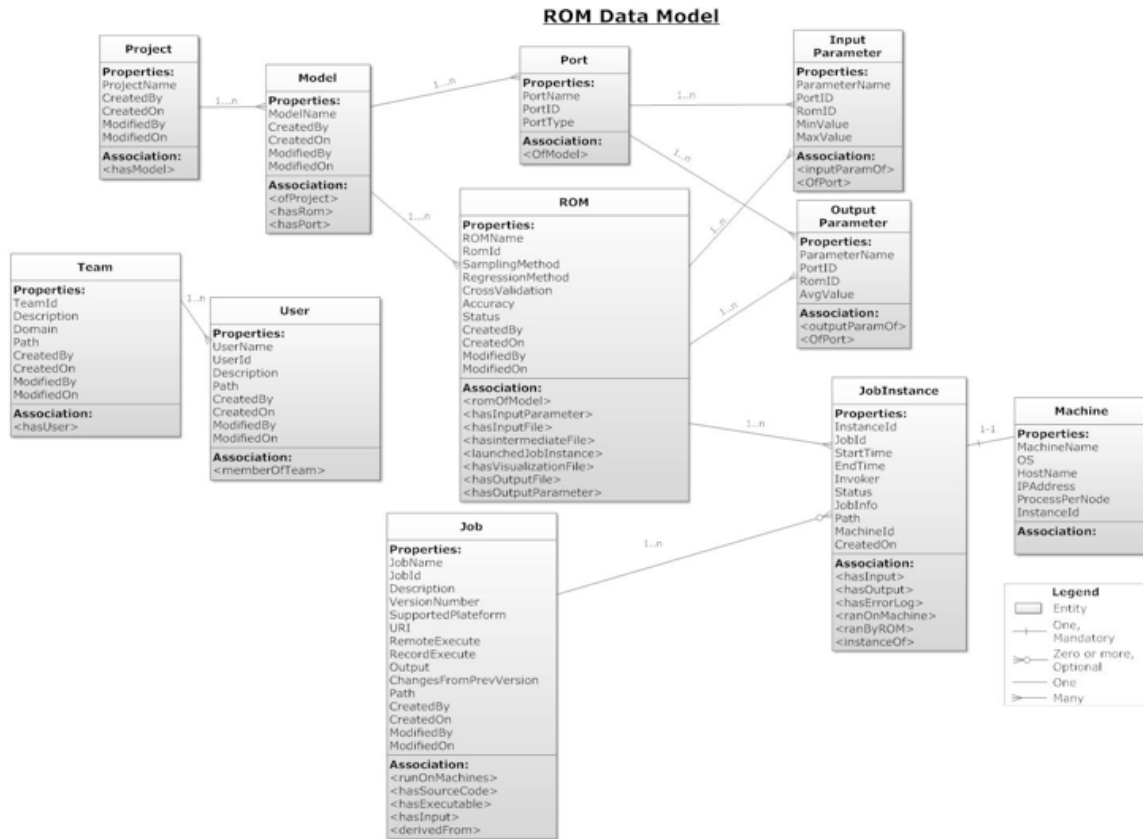 ROM Data Model
Project
Properties:
ProjectName
CreatedBy
CreatedOn
ModifiedBy
ModifiedOn
Association:
<hasModel>
1...n
Model
Properties:
ModelName
CreatedBy
CreatedOn
ModifiedBy
ModifiedOn
Association:
<ofProject>
<hasRom>
<hasPort>
1...n
1...n
Port
Properties:
PortName
PortID
PortType
Association:
<OfModel>
1..n
1..n
Input
Parameter
Properties:
ParameterName
PortID
RomID
MinValue
MaxValue
Association:
<inputParamOf>
<OfPort>
Output
Parameter
Properties:
ParameterName
PortID
RomID
AvgValue
Association:
<outputParamOf>
<OfPort>
Team
Properties:
TeamId
Description
Domain
Path
CreatedBy
CreatedOn
ModifiedBy
ModifiedOn
Association:
<hasUser>
1..n
User
Properties:
UserName
UserId
Description
Path
CreatedBy
CreatedOn
ModifiedBy
ModifiedOn
Association:
<memberOfTeam>
ROM
Properties:
ROMName
RomId
SamplingMethod
RegressionMethod
CrossValidation
Accuracy
Status
CreatedBy
CreatedOn
ModifiedBy
ModifiedOn
Association:
<romOfModel>
<hasInputParameter>
<hasInputFile>
<hasintermediateFile>
<launchedJobInstance>
<hasVisualizationFile>
<hasOutputFile>
<hasOutputParameter>
1..n
1..n
1..n
JobInstance
Properties:
InstanceId
JobId
StartTime
EndTime
Invoker
Status
JobInfo
Path
MachineId
CreatedOn
Association:
<hasInput>
<hasOutput>
<hasErrorLog>
<ranOnMachine>
<ranByROM>
<instanceOf>
1-1
Machine
Properties:
MachineName
OS
HostName
IPAddress
ProcessPerNode
InstanceId
Association:
Job
Properties:
JobName
JobId
Description
VersionNumber
SupportedPlateform
URI
RemoteExecute
RecordExecute
Output
ChangesFromPrevVersion
Path
CreatedBy
CreatedOn
ModifiedBy
ModifiedOn
Association:
<runOnMachines>
<hasSourceCode>
<hasExecutable>
<hasInput>
<derivedFrom>
1..n
Legend
Entity
One,
Mandatory
Zero or more,
Optional
One
Many